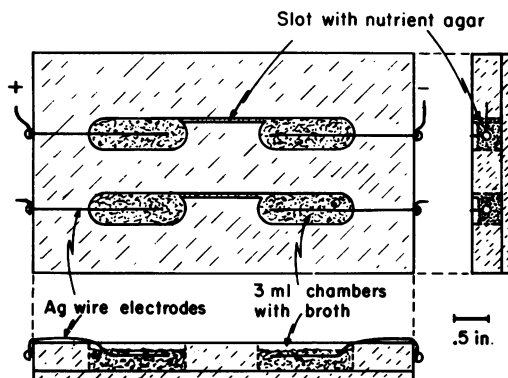 Slot with nutrient agar
+
−
Ag wire electrodes
3 ml chambers
with broth
.5 in.